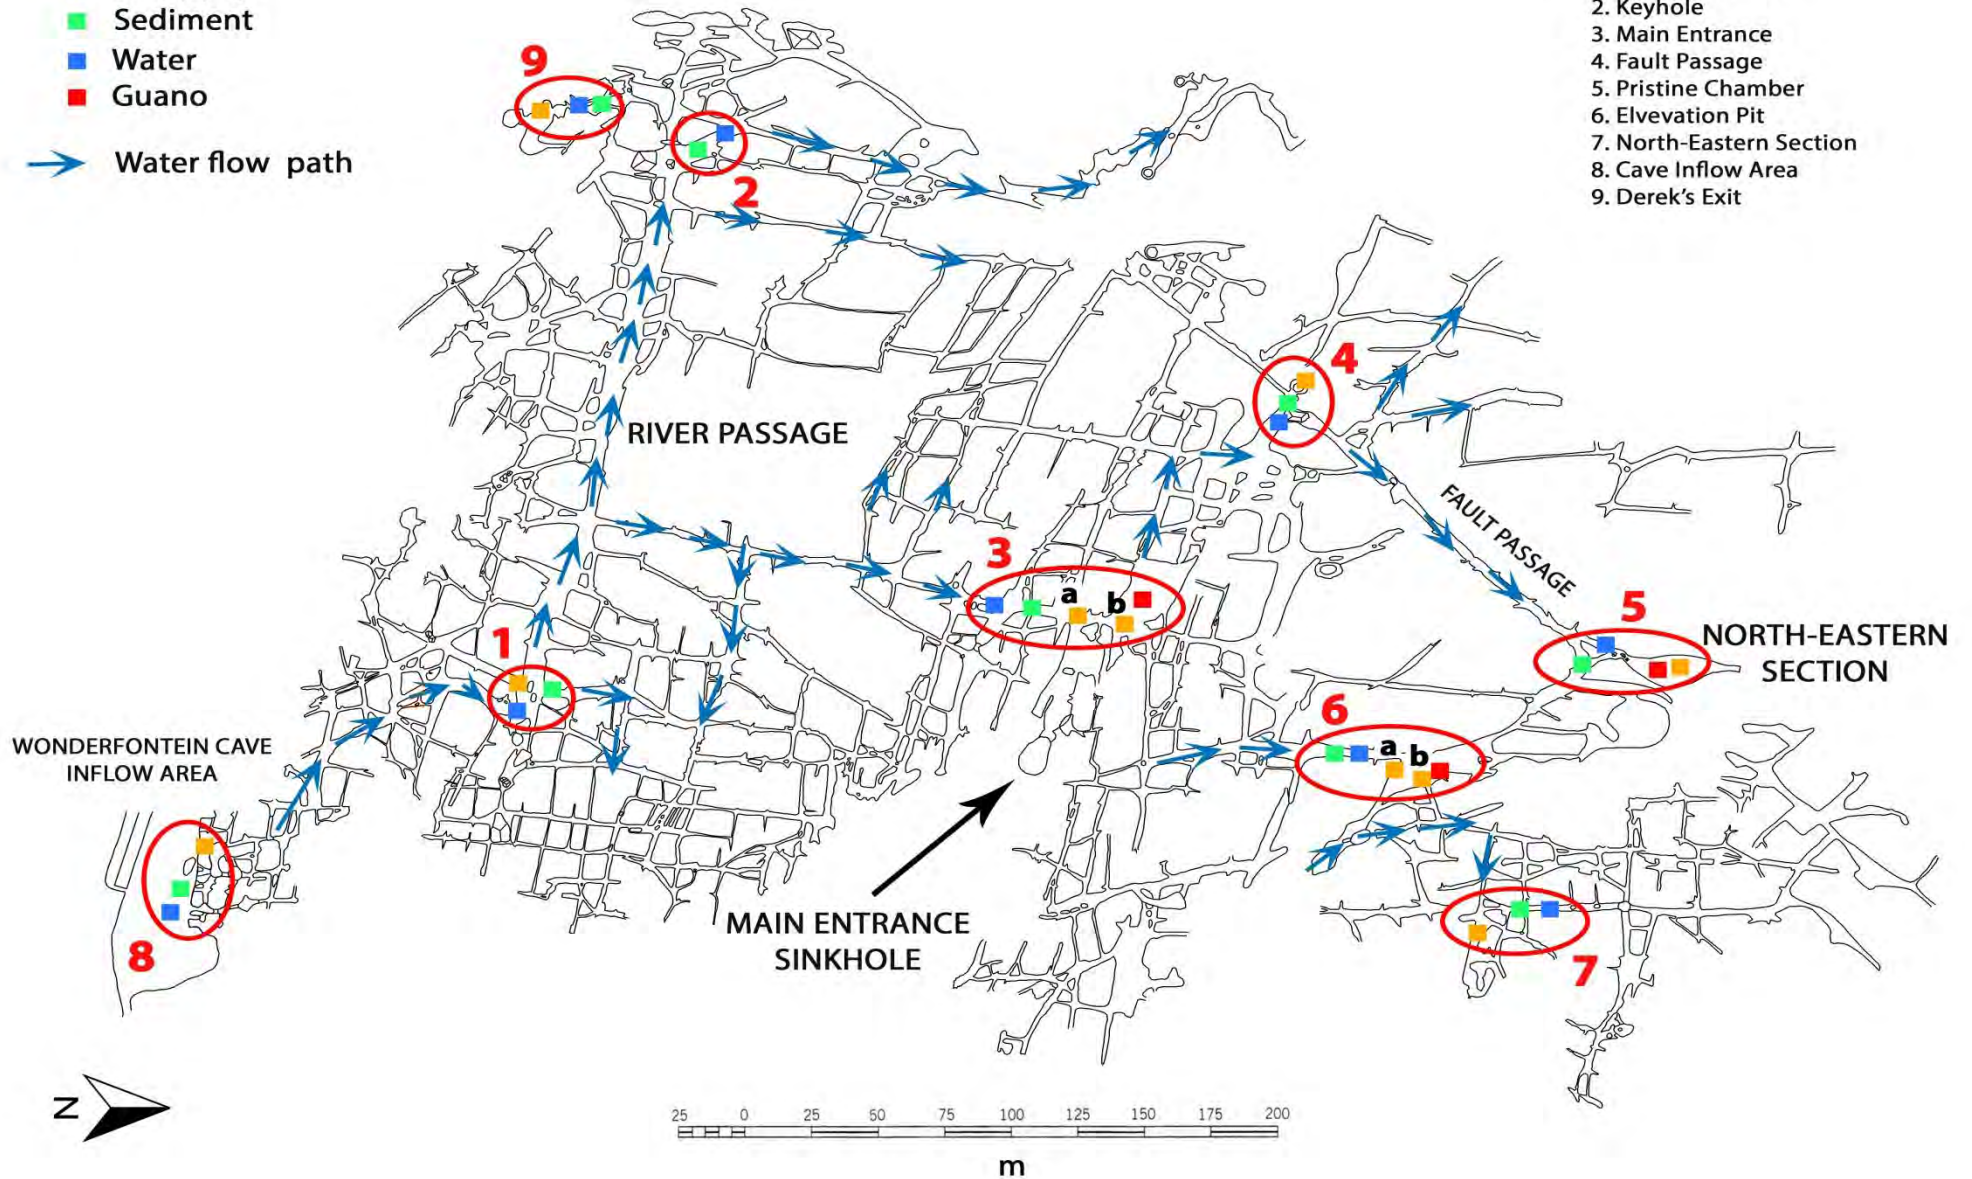 Sediment
Water
Guano
Water flow path
2. Keyhole
3. Main Entrance
4. Fault Passage
5. Pristine Chamber
6. Elvevation Pit
7. North-Eastern Section
8. Cave Inflow Area
9. Derek's Exit
9
2
4
RIVER PASSAGE
FAULT PASSAGE
3
a
b
5
1
NORTH-EASTERN
SECTION
6
a
b
WONDERFONTEIN CAVE
INFLOW AREA
MAIN ENTRANCE
SINKHOLE
8
7
N
25 0 25 50 75 100 125 150 175 200
m